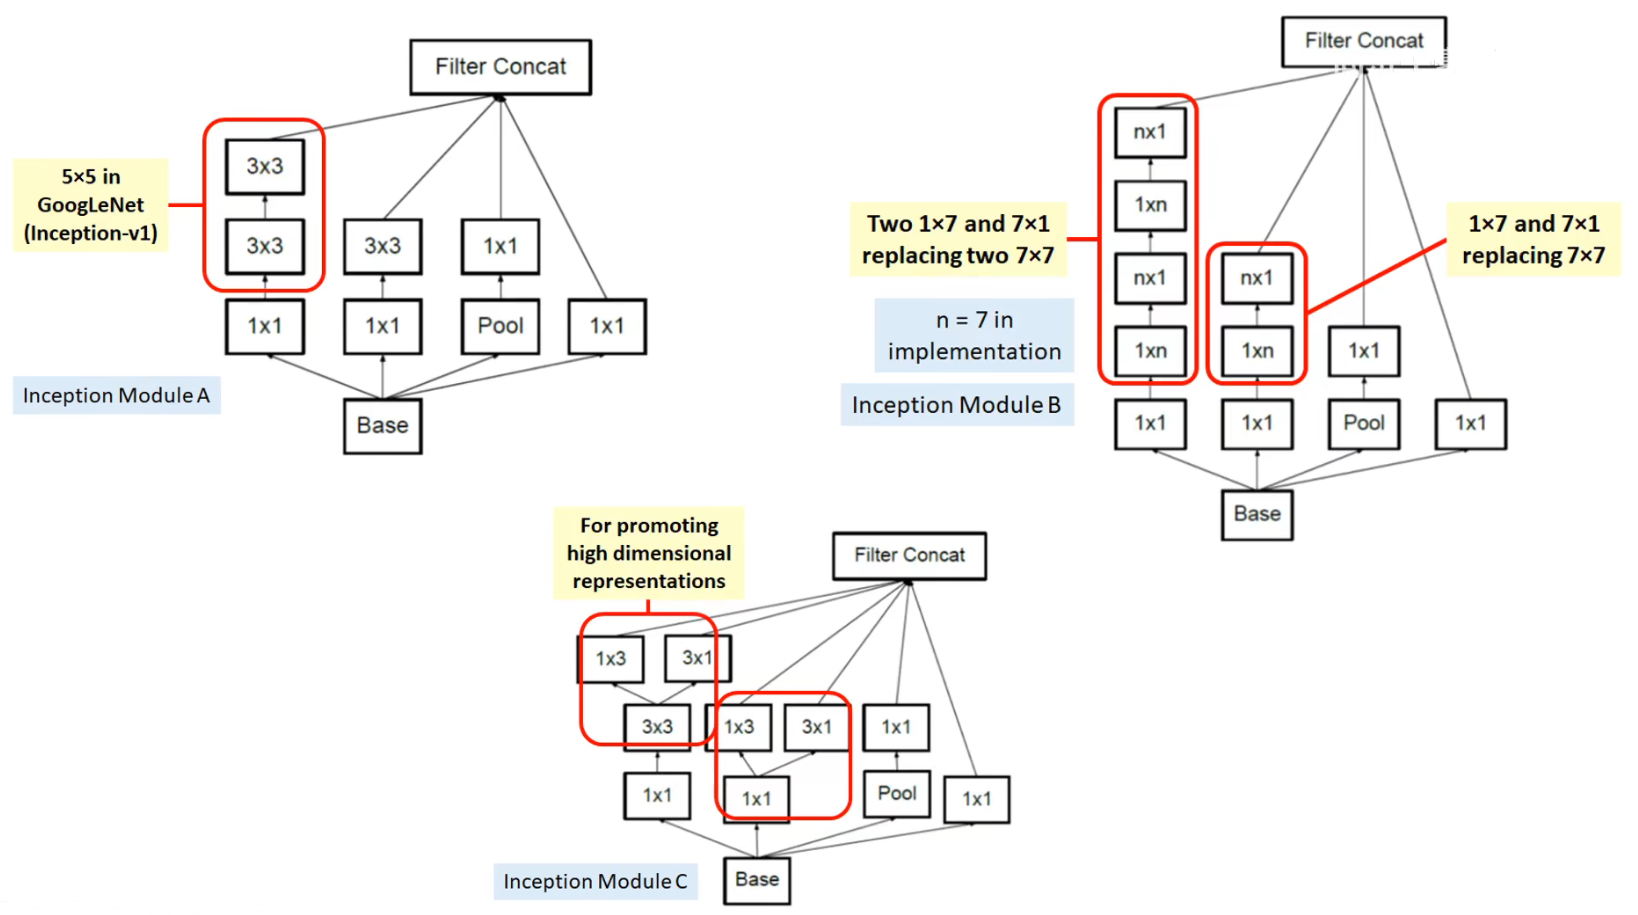 Filter Concat
3x3
5×5 in
GoogLeNet
(Inception-v1)
3x3
3x3
1x1
1x1
1x1
Pool
1x1
Inception Module A
Base
Filter Concat
nx1
1xn
Two 1×7 and 7×1
replacing two 7×7
1×7 and 7×1
replacing 7×7
nx1
nx1
n = 7 in
implementation
1xn
1xn
1x1
Inception Module B
1x1
1x1
Pool
1x1
Base
For promoting
high dimensional
representations
Filter Concat
1x3
3x1
3x3
1x3
3x1
1x1
1x1
1x1
Pool
1x1
Inception Module C
Base